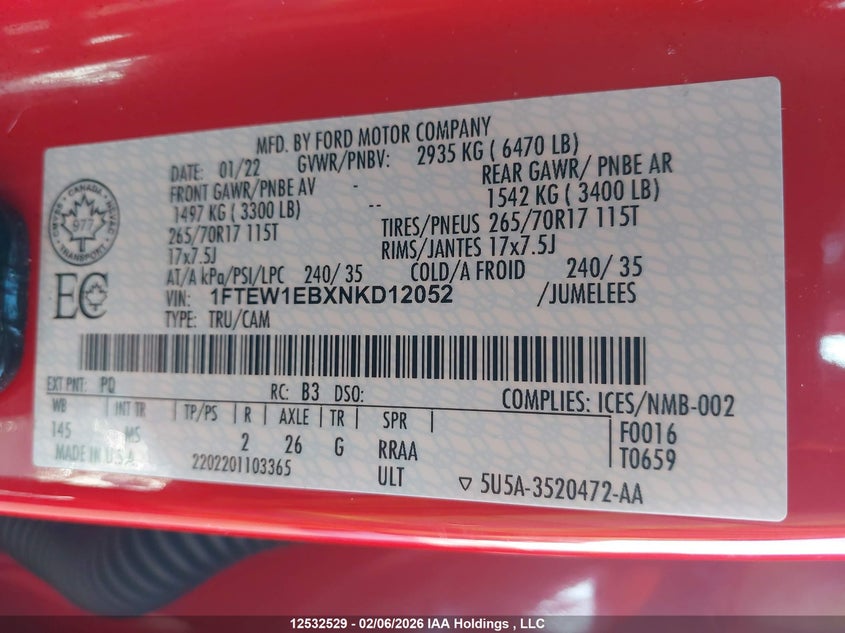 MFD. BY FORD MOTOR COMPANY
DATE: 01/22 GVWR/PNBV: 2935 KG ( 6470 LB)
FRONT GAWR/PNBE AV - REAR GAWR/ PNBE AR
1497 KG ( 3300 LB) -- 1542 KG ( 3400 LB)
265/70R17 115T TIRES/PNEUS 265/70R17 115T
17x7.5J RIMS/JANTES 17x7.5J
AT/A kPa/PSI/LPC 240/ 35 COLD/A FROID 240/ 35
VIN: 1FTEW1EBXNKD12052 /JUMELEES
TYPE: TRU/CAM
CANADA
977
TRANSPORT
EC
EXT PNT: PQ RC: B3 DSO: COMPLIES: ICES/NMB-002
WB INT TR TP/PS R AXLE TR SPR F0016
145 MS 2 26 G RRAA T0659
MADE IN U.S.A 2202201103365 ULT ▽ 5U5A-3520472-AA
12532529 - 02/06/2026 IAA Holdings , LLC